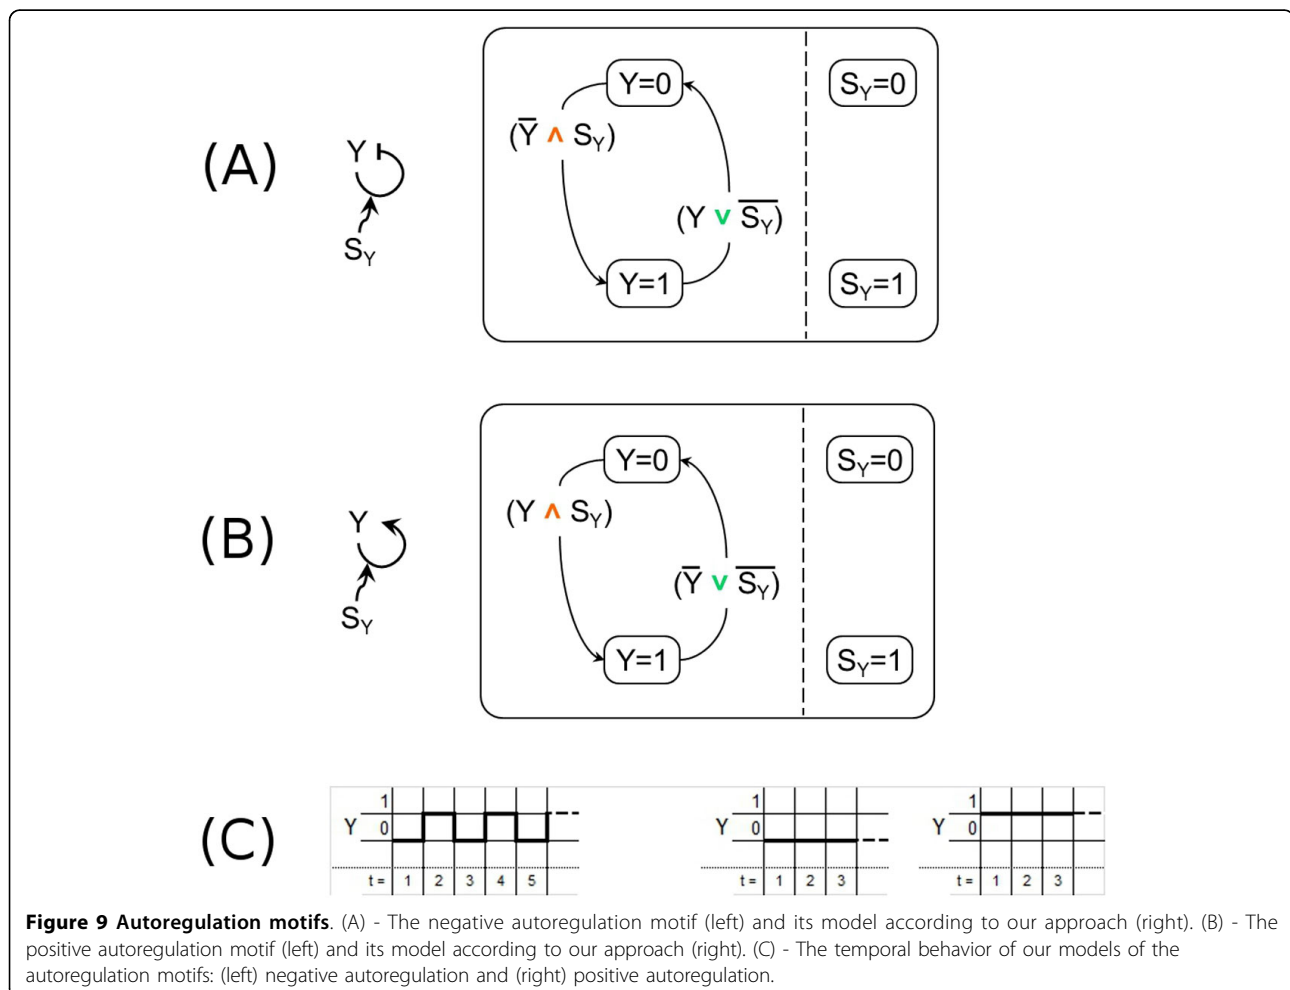 (A)
Y
S_Y
Y=0
(Y̅ ∧ S_Y)
(Y ∨ S̅_Y̅)
Y=1
S_Y=0
S_Y=1
(B)
Y
S_Y
Y=0
(Y ∧ S_Y)
(Y̅ ∨ S̅_Y̅)
Y=1
S_Y=0
S_Y=1
(C)
Y 1 0
t= 1 2 3 4 5
Y 1 0
t= 1 2 3
Y 1 0
t= 1 2 3
Figure 9 Autoregulation motifs. (A) - The negative autoregulation motif (left) and its model according to our approach (right). (B) - The
positive autoregulation motif (left) and its model according to our approach (right). (C) - The temporal behavior of our models of the
autoregulation motifs: (left) negative autoregulation and (right) positive autoregulation.